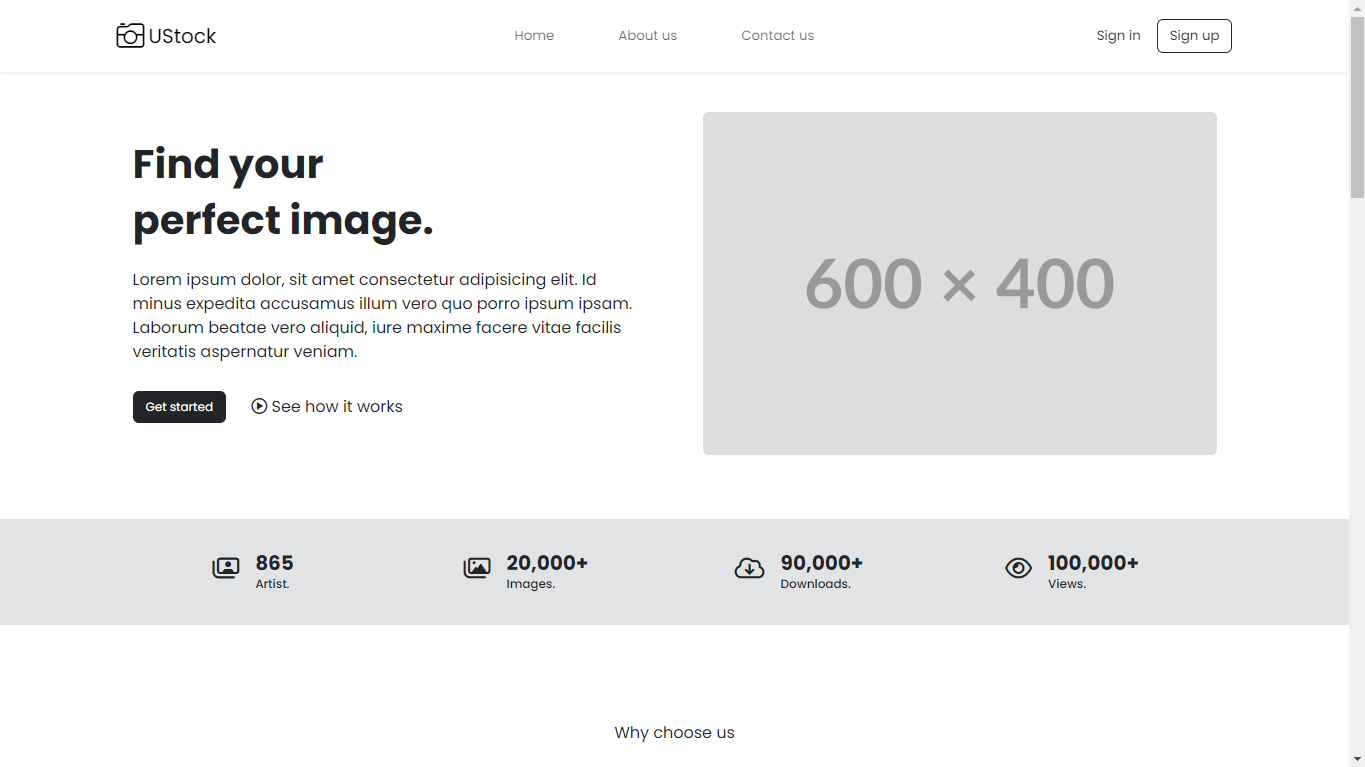 UStock
Home
About us
Contact us
Sign in
Sign up
Find your
perfect image.
Lorem ipsum dolor, sit amet consectetur adipisicing elit. Id
minus expedita accusamus illum vero quo porro ipsum ipsam.
Laborum beatae vero aliquid, iure maxime facere vitae facilis
veritatis aspernatur veniam.
Get started
See how it works
600 × 400
865
Artist.
20,000+
Images.
90,000+
Downloads.
100,000+
Views.
Why choose us